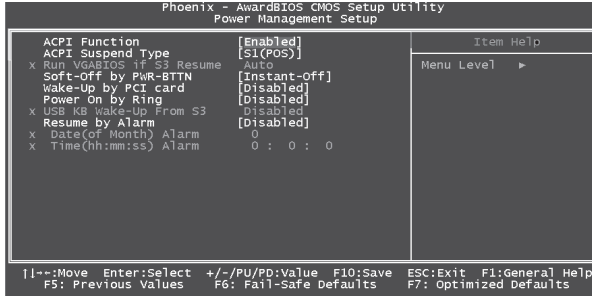 Phoenix - AwardBIOS CMOS Setup Utility
Power Management Setup
ACPI Function [Enabled]
ACPI Suspend Type [S1(POS)]
x Run VGABIOS if S3 Resume Auto
Soft-Off by PWR-BTTN [Instant-Off]
Wake-Up by PCI card [Disabled]
Power On by Ring [Disabled]
x USB KB Wake-Up From S3 Disabled
Resume by Alarm [Disabled]
x Date(of Month) Alarm 0
x Time(hh:mm:ss) Alarm 0 : 0 : 0
Item Help
Menu Level ►
↑↓→←:Move Enter:Select +/-/PU/PD:Value F10:Save ESC:Exit F1:General Help
F5: Previous Values F6: Fail-Safe Defaults F7: Optimized Defaults